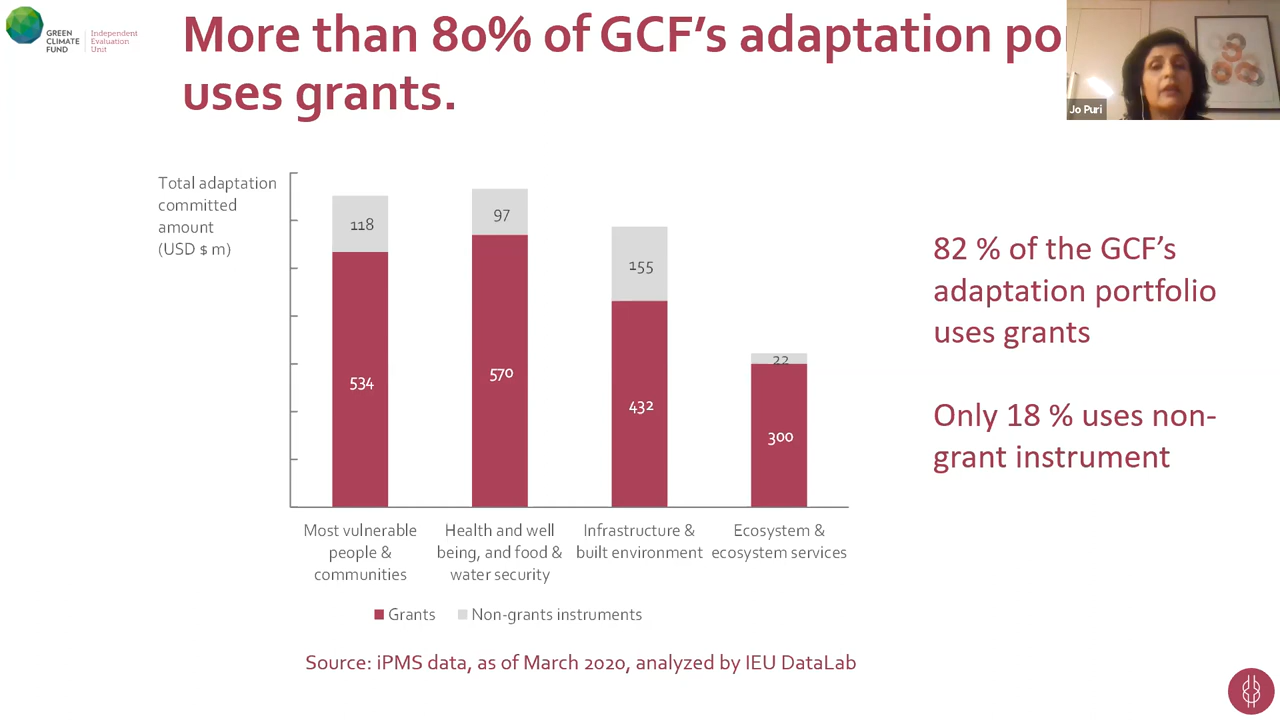 GREEN
CLIMATE
FUND
Independent
Evaluation
Unit
More than 80% of GCF's adaptation
uses grants.
Jo Puri
Total adaptation
committed
amount
(USD $ m)
118
97
155
22
534
570
432
300
Most vulnerable
people &
communities
Health and well
being, and food &
water security
Infrastructure &
built environment
Ecosystem &
ecosystem services
Grants
Non-grants instruments
82 % of the GCF's
adaptation portfolio
uses grants
Only 18 % uses non-
grant instrument
Source: iPMS data, as of March 2020, analyzed by IEU DataLab